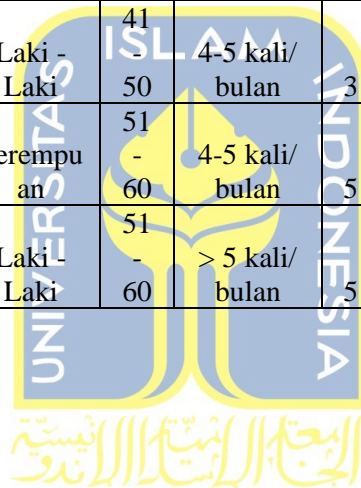 41
Laki - - 4-5 kali/
Laki 50 bulan 3
51
erempu - 4-5 kali/
an 60 bulan 5
51
Laki - - > 5 kali/
Laki 60 bulan 5
ISLAM
UNIVERSITAS
INDONESIA